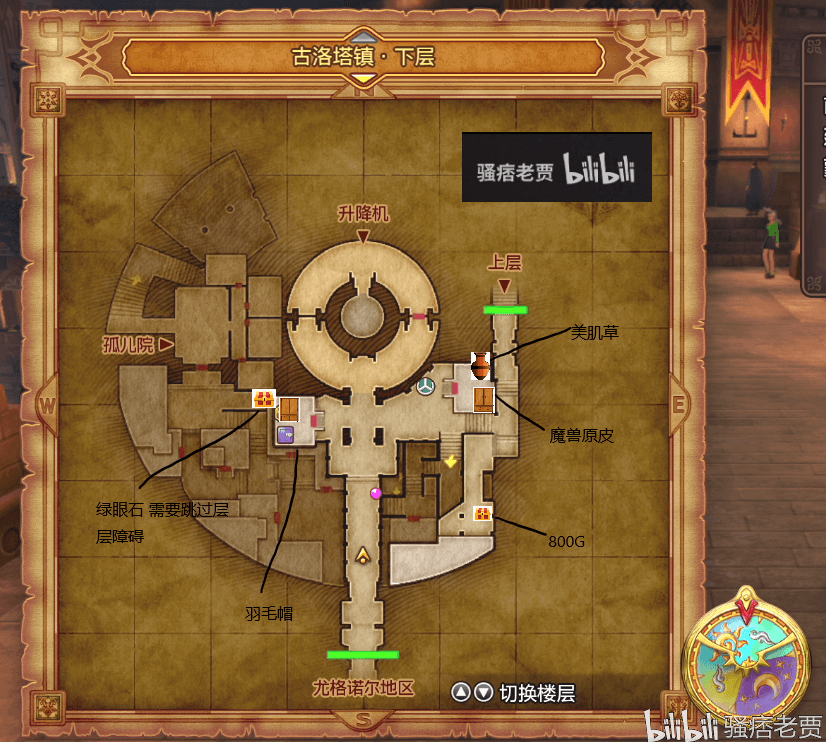 古洛塔镇·下层
N
骚痞老贾 bilibili
升降机
上层
美肌草
孤儿院
W
E
魔兽原皮
绿眼石 需要跳过层
层障碍
800G
羽毛帽
尤格诺尔地区
切换楼层
S
bilibili 骚痞老贾